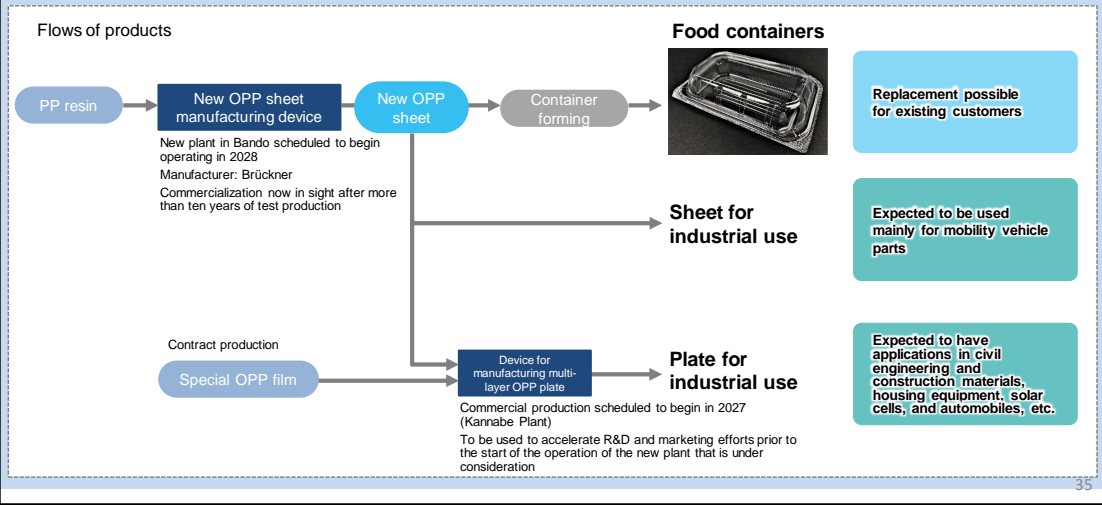 Flows of products
Food containers
PP resin
New OPP sheet
manufacturing device
New OPP
sheet
Container
forming
Replacement possible
for existing customers
New plant in Bando scheduled to begin
operating in 2028
Manufacturer: Brückner
Commercialization now in sight after more
than ten years of test production
Sheet for
industrial use
Expected to be used
mainly for mobility vehicle
parts
Contract production
Special OPP film
Device for
manufacturing multi-
layer OPP plate
Plate for
industrial use
Expected to have
applications in civil
engineering and
construction materials,
housing equipment, solar
cells, and automobiles, etc.
Commercial production scheduled to begin in 2027
(Kannabe Plant)
To be used to accelerate R&D and marketing efforts prior to
the start of the operation of the new plant that is under
consideration
35